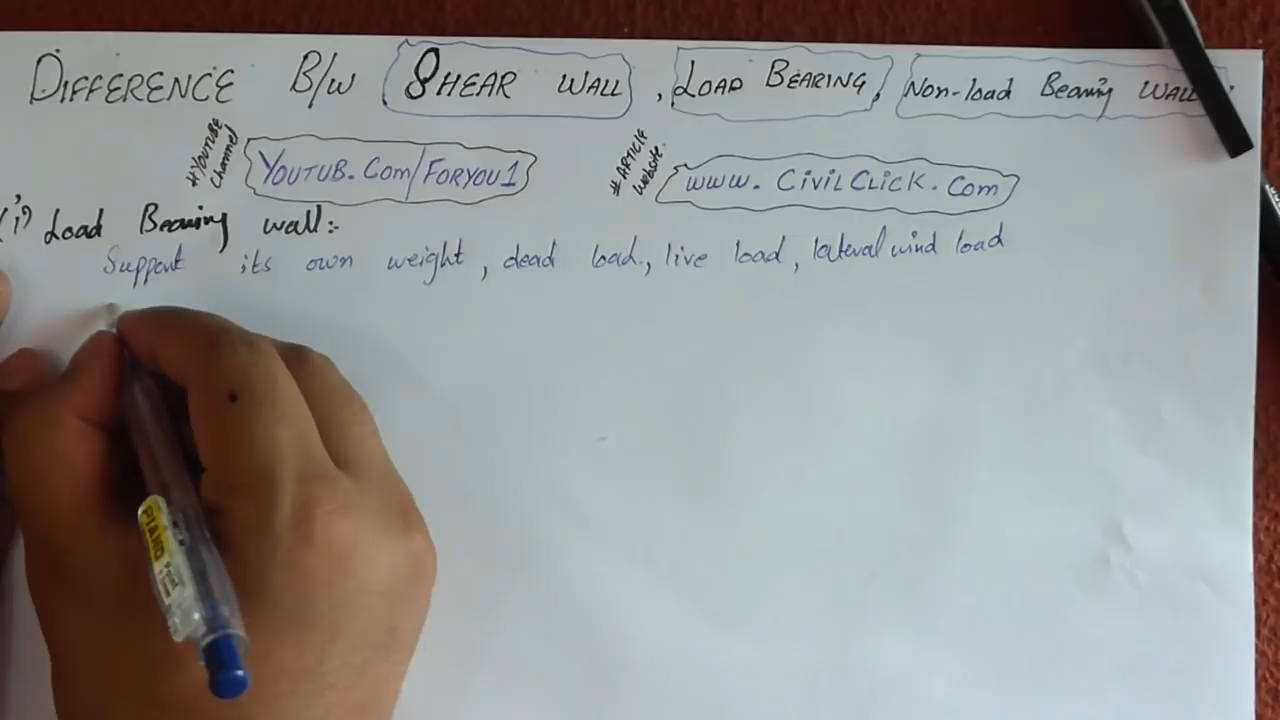 DIFFERENCE B/W SHEAR WALL, LOAD BEARING, Non-load Bearing WALL
#YOUTUBE Channel
YOUTUB.Com/FORYOU1
#ARTICLE Website.
www.CiviLCLiCK.Com
(i) Load Bearing wall:-
Support its own weight, dead load, live load, lateral wind load
PIANO